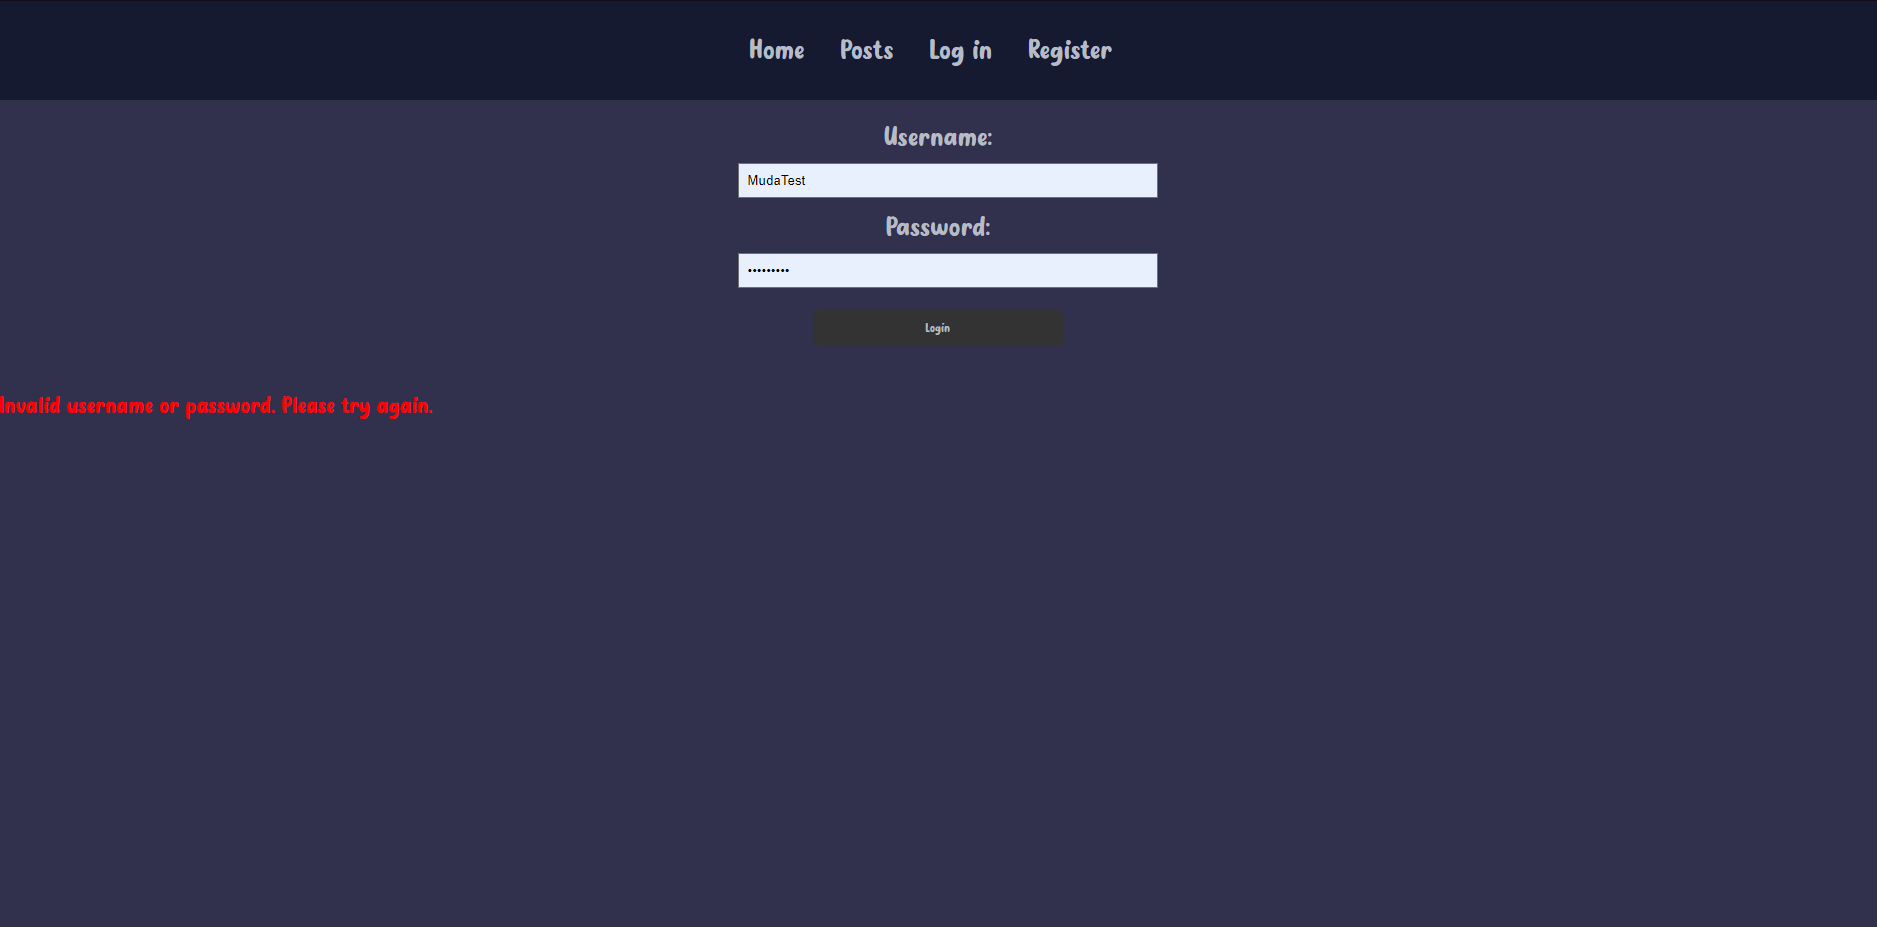 Home Posts Log in Register
Username:
MudaTest
Password:
•••••••••
Login
Invalid username or password. Please try again.